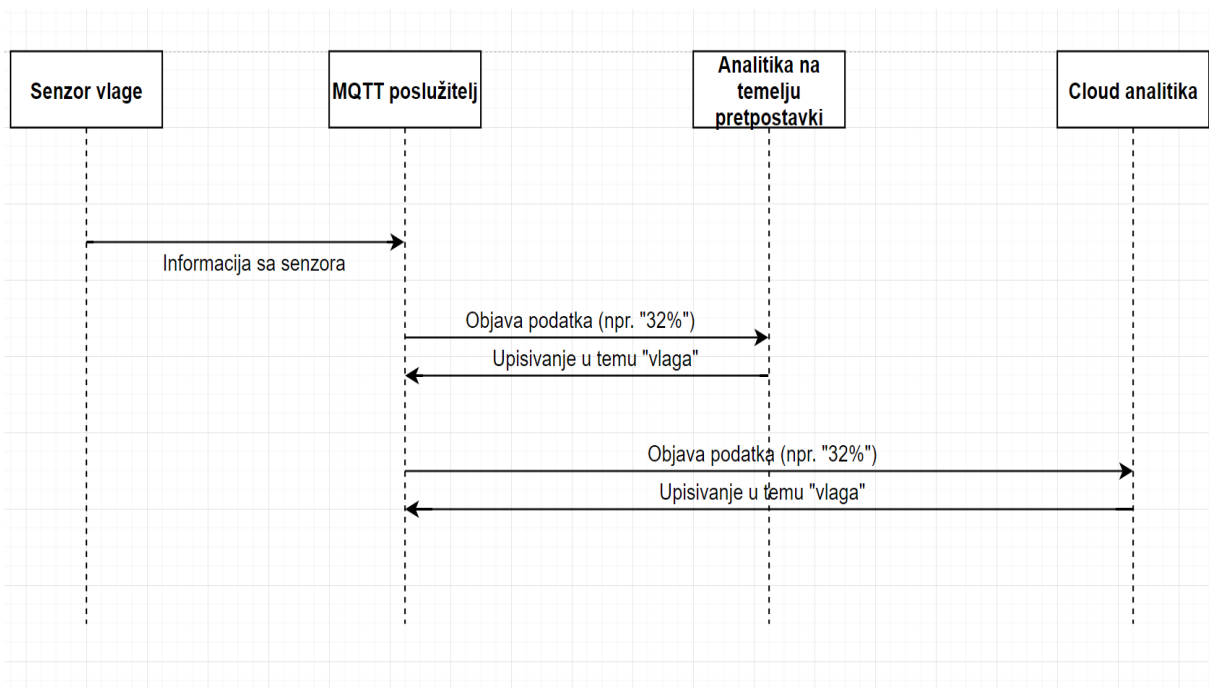 Senzor vlage
MQTT poslužitelj
Analitika na
temelju
pretpostavki
Cloud analitika
Informacija sa senzora
Objava podatka (npr. "32%")
Upisivanje u temu "vlaga"
Objava podatka (npr. "32%")
Upisivanje u temu "vlaga"